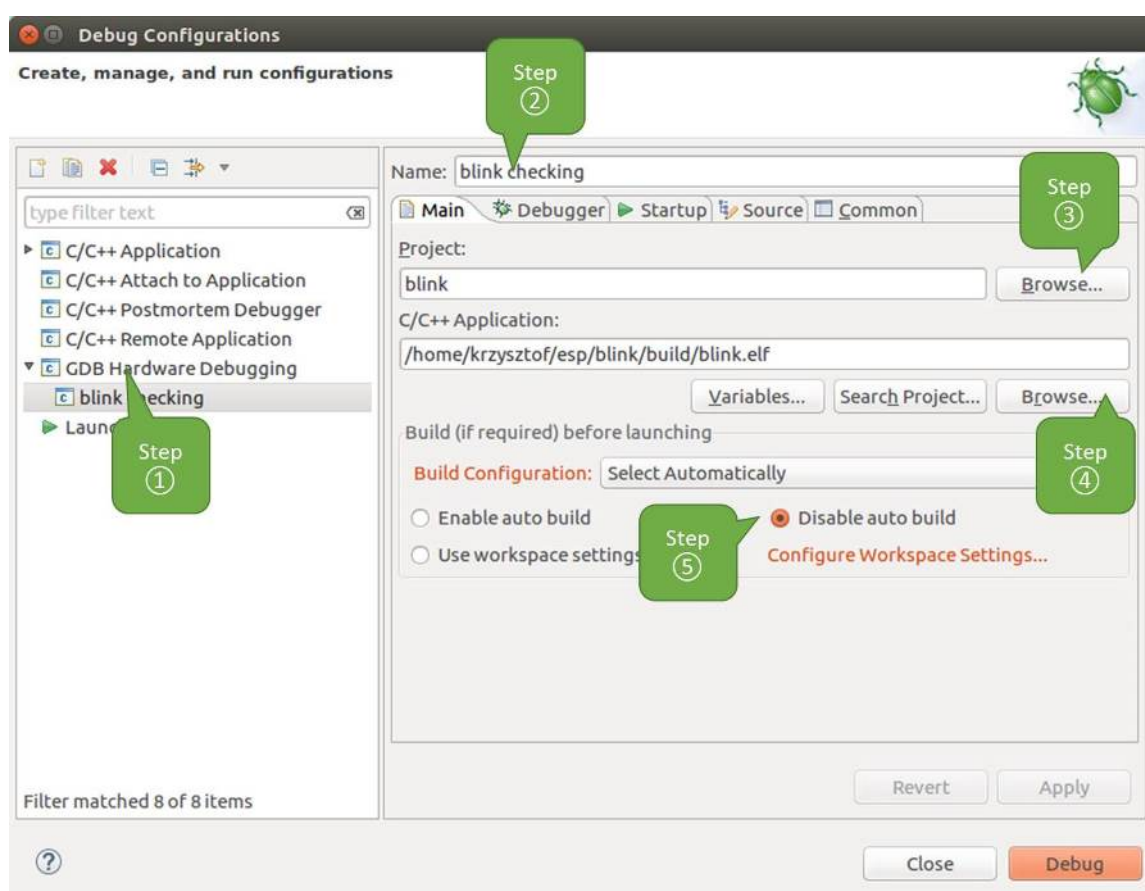 Debug Configurations
Create, manage, and run configurations
Step
②
Name: blink checking
Step
③
type filter text
Main Debugger Startup Source Common
C/C++ Application
C/C++ Attach to Application
C/C++ Postmortem Debugger
C/C++ Remote Application
GDB Hardware Debugging
blink checking
Step
①
Project:
blink Browse...
C/C++ Application:
/home/krzysztof/esp/blink/build/blink.elf
Variables... Search Project... Browse...
Step
④
Build (if required) before launching
Build Configuration: Select Automatically
Enable auto build Disable auto build
Step
⑤
Use workspace settings Configure Workspace Settings...
Revert Apply
Filter matched 8 of 8 items
Close Debug